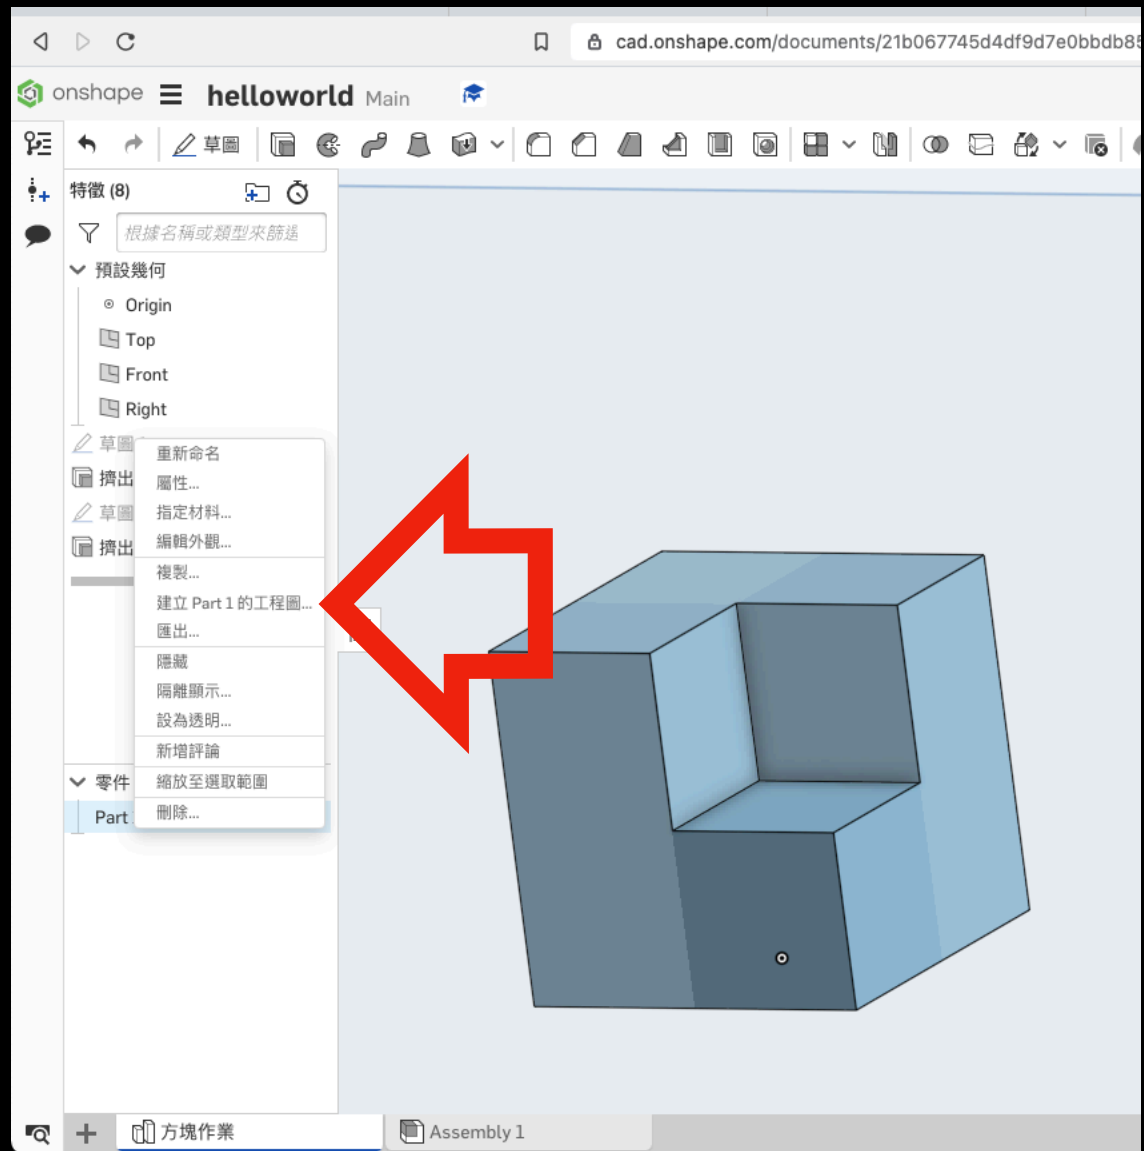 cad.onshape.com/documents/21b067745d4df9d7e0bbdb85
onshape helloworld Main
草圖
特徵 (8)
根據名稱或類型來篩選
預設幾何
Origin
Top
Front
Right
草圖
擠出
草圖
擠出
重新命名
屬性...
指定材料...
編輯外觀...
複製...
建立 Part 1 的工程圖...
匯出...
隱藏
隔離顯示...
設為透明...
新增評論
縮放至選取範圍
刪除...
零件
Part
方塊作業
Assembly 1